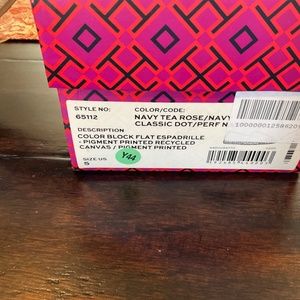 STYLE NO:
65112
COLOR/CODE:
NAVY TEA ROSE/NAVY
CLASSIC DOT/PERF N
DESCRIPTION
COLOR BLOCK FLAT ESPADRILLE
- PIGMENT PRINTED RECYCLED
CANVAS / PIGMENT PRINTED
SIZE US
5
Y44